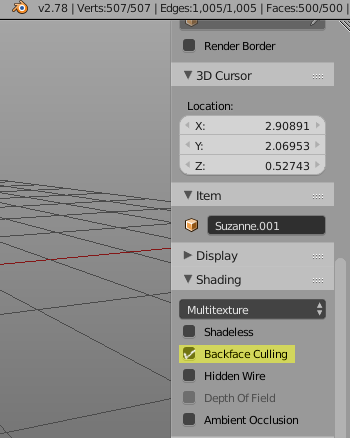 v2.78 | Verts:507/507 | Edges:1,005/1,005 | Faces:500/500 |
Render Border
3D Cursor
Location:
X: 2.90891
Y: 2.06953
Z: 0.52743
Item
Suzanne.001
Display
Shading
Multitexture
Shadeless
Backface Culling
Hidden Wire
Depth Of Field
Ambient Occlusion